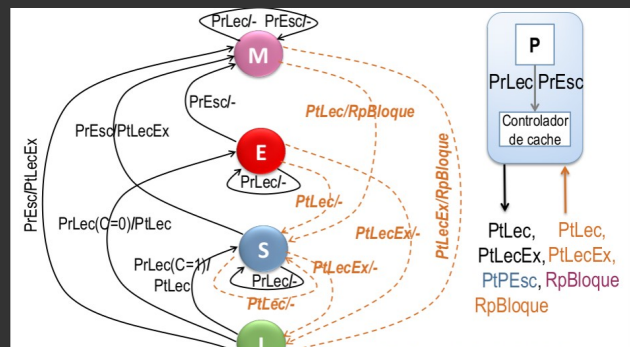 PrLec/- PrEsc/-
M
PrEsc/-
PtLec/RpBloque
PrEsc/PtLecEx
PtLecEx/RpBloque
PrEsc/PtLecEx
E
PrLec/-
PtLec/-
PrLec(C=0)/PtLec
PtLecEx/-
S
PrLec(C=1)/
PtLec
PtLecEx/-
PrLec/-
PtLec/-
I
P
PrLec PrEsc
Controlador
de cache
PtLec, PtLec,
PtLecEx, PtLecEx,
PtPEsc, RpBloque
RpBloque